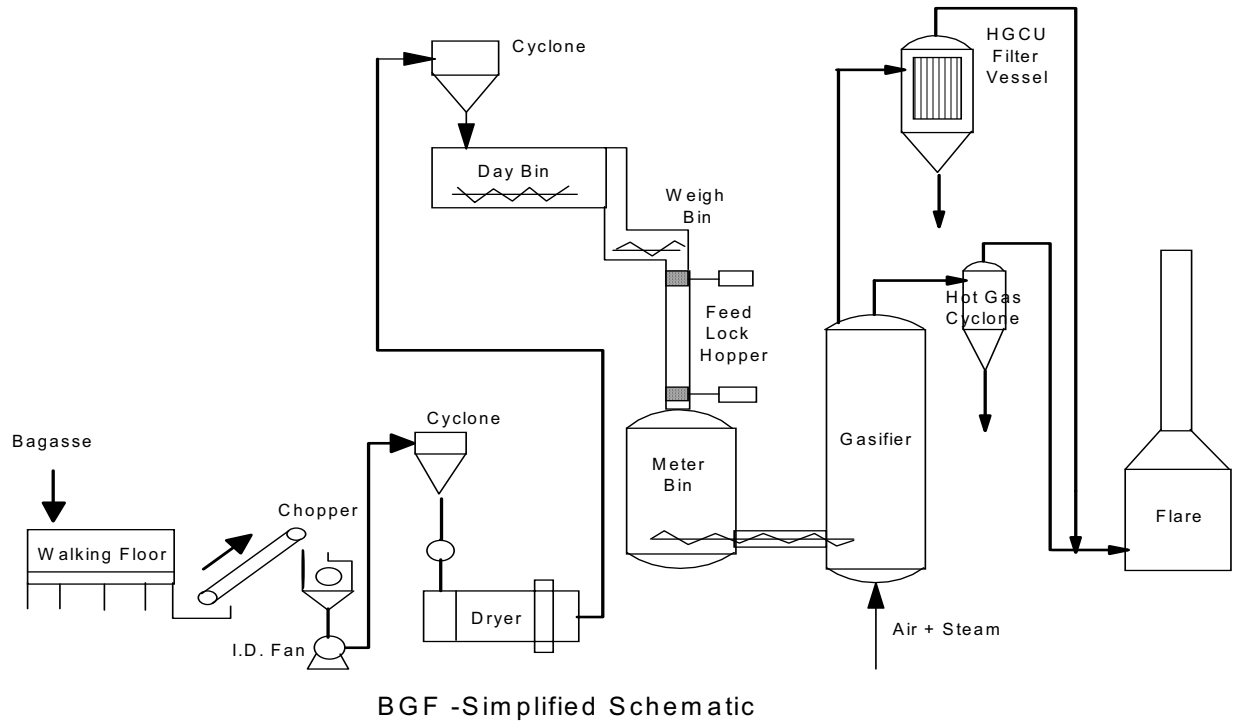 Cyclone
HGCU
Filter
Vessel
Day Bin
Weigh
Bin
Feed
Lock
Hopper
Hot Gas
Cyclone
Cyclone
Bagasse
Chopper
Walking Floor
Meter
Bin
Gasifier
Flare
Dryer
I.D. Fan
Air + Steam
BGF -Simplified Schematic